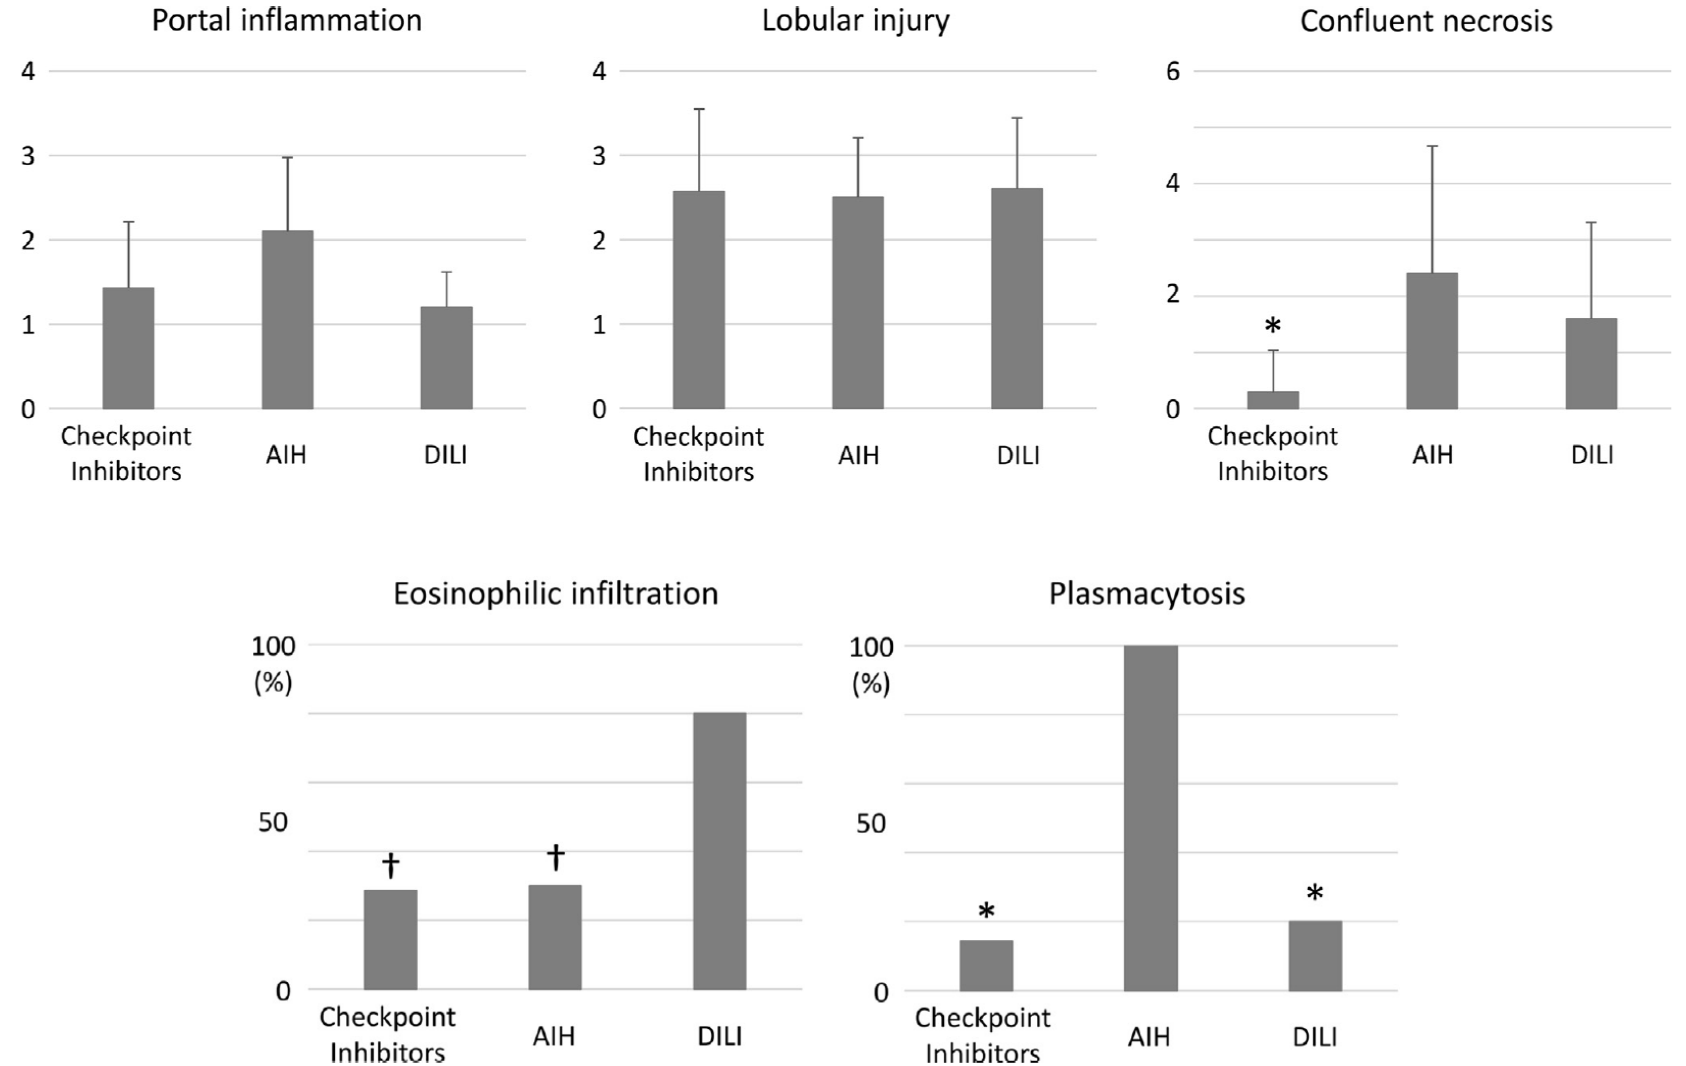 Portal inflammation
4
3
2
1
0
Checkpoint
Inhibitors
AIH
DILI
Lobular injury
4
3
2
1
0
Checkpoint
Inhibitors
AIH
DILI
Confluent necrosis
6
4
2
0
*
Checkpoint
Inhibitors
AIH
DILI
Eosinophilic infiltration
100
(%)
50
0
†
†
Checkpoint
Inhibitors
AIH
DILI
Plasmacytosis
100
(%)
50
0
*
*
Checkpoint
Inhibitors
AIH
DILI